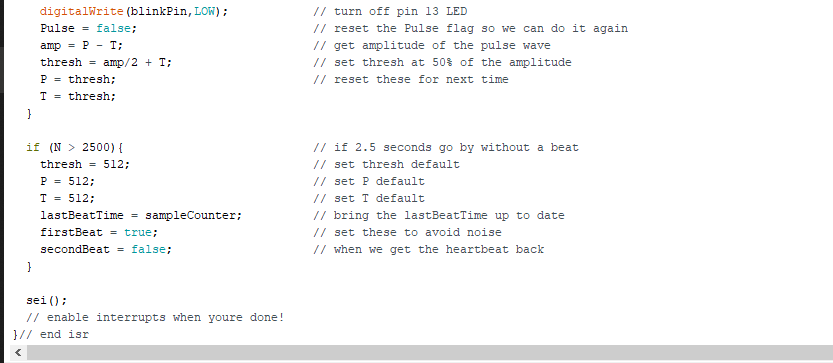 digitalWrite(blinkPin,LOW);            // turn off pin 13 LED
Pulse = false;                         // reset the Pulse flag so we can do it again
amp = P - T;                           // get amplitude of the pulse wave
thresh = amp/2 + T;                    // set thresh at 50% of the amplitude
P = thresh;                            // reset these for next time
T = thresh;
}
if (N > 2500){                           // if 2.5 seconds go by without a beat
thresh = 512;                          // set thresh default
P = 512;                               // set P default
T = 512;                               // set T default
lastBeatTime = sampleCounter;          // bring the lastBeatTime up to date
firstBeat = true;                      // set these to avoid noise
secondBeat = false;                    // when we get the heartbeat back
}
sei();
// enable interrupts when youre done!
}// end isr